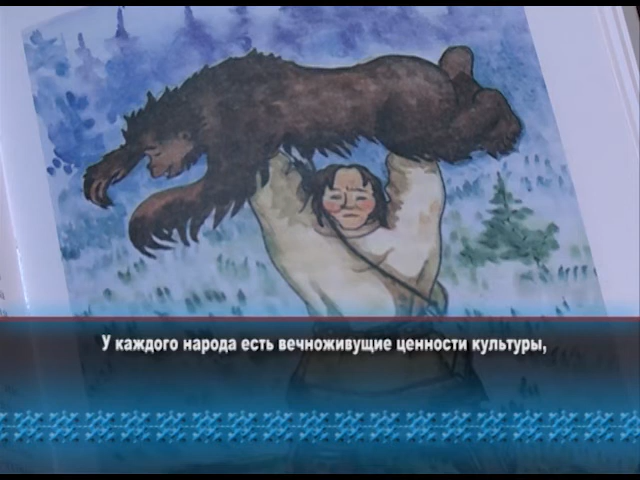 У каждого народа есть вечноживущие ценности культуры,